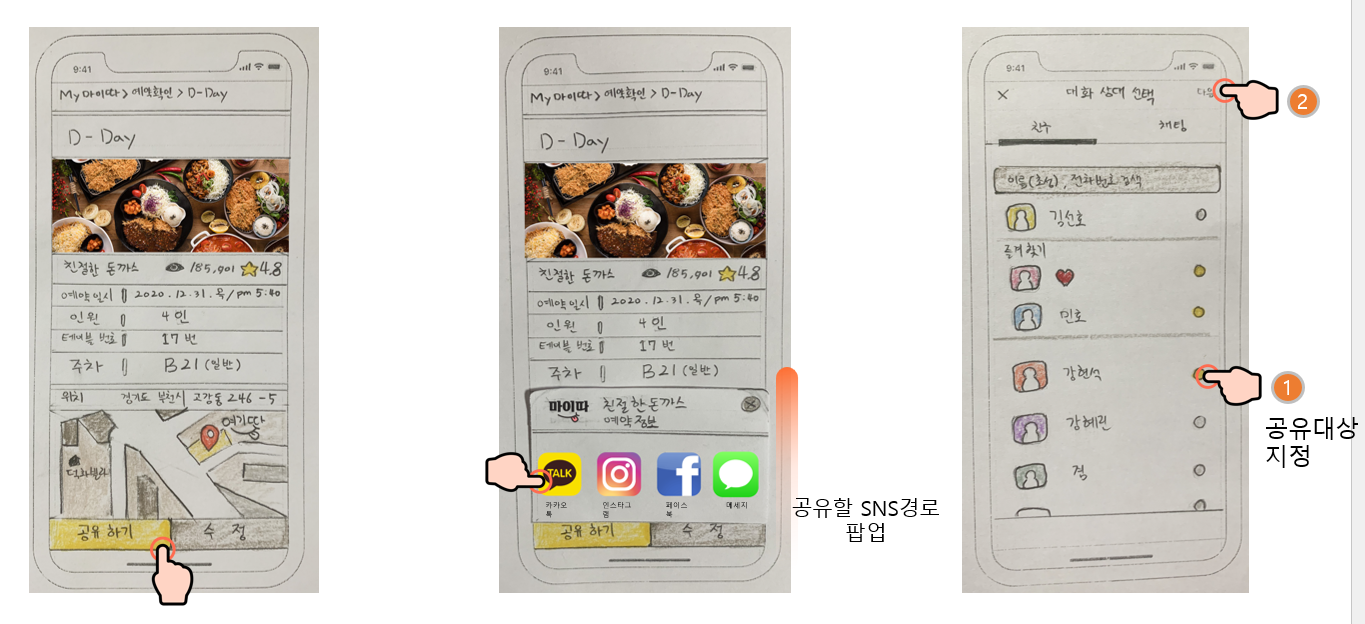 9:41
My 마이따 > 예약확인 > D-Day
D-Day
친절한 돈까스 185,901 4.8
예약일시 2020.12.31.목/pm 5:40
인원 4인
테이블 번호 17번
주차 B21 (일반)
위치 경기도 부천시 고강동 246-5
여기따
덕화빌라
공유하기 수정
9:41
My 마이따 > 예약확인 > D-Day
D-Day
친절한 돈까스 185,901 4.8
예약일시 2020.12.31.목/pm 5:40
인원 4인
테이블 번호 17번
주차 B21 (일반)
마이따 친절한돈까스
예약정보
TALK
카카오
톡
인스타그
램
페이스
북
메세지
공유하기 수정
공유할 SNS경로
팝업
9:41
대화 상대 선택 다음
2
친구 채팅
이름(초성), 전화번호 검색
김선호
즐겨찾기
민호
강현석
1
공유대상
지정
강혜린
겸